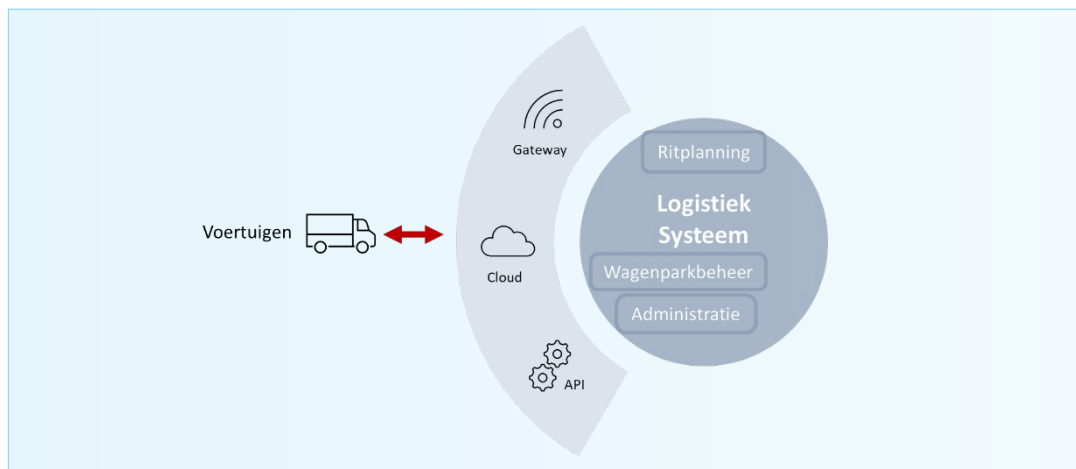 Voertuigen
Gateway
Cloud
API
Ritplanning
Logistiek
Systeem
Wagenparkbeheer
Administratie